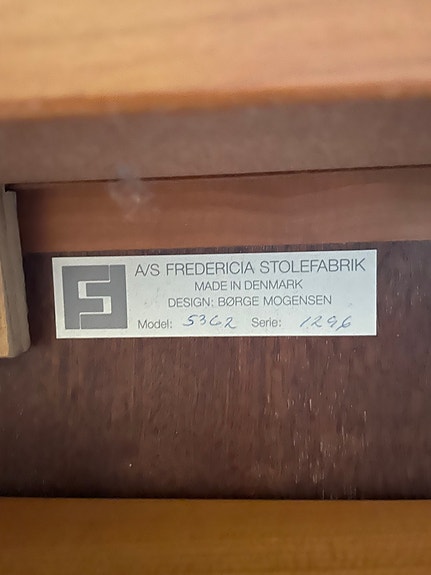 A/S FREDERICIA STOLEFABRIK
MADE IN DENMARK
DESIGN: BØRGE MOGENSEN
Model: 5362 Serie: 1296